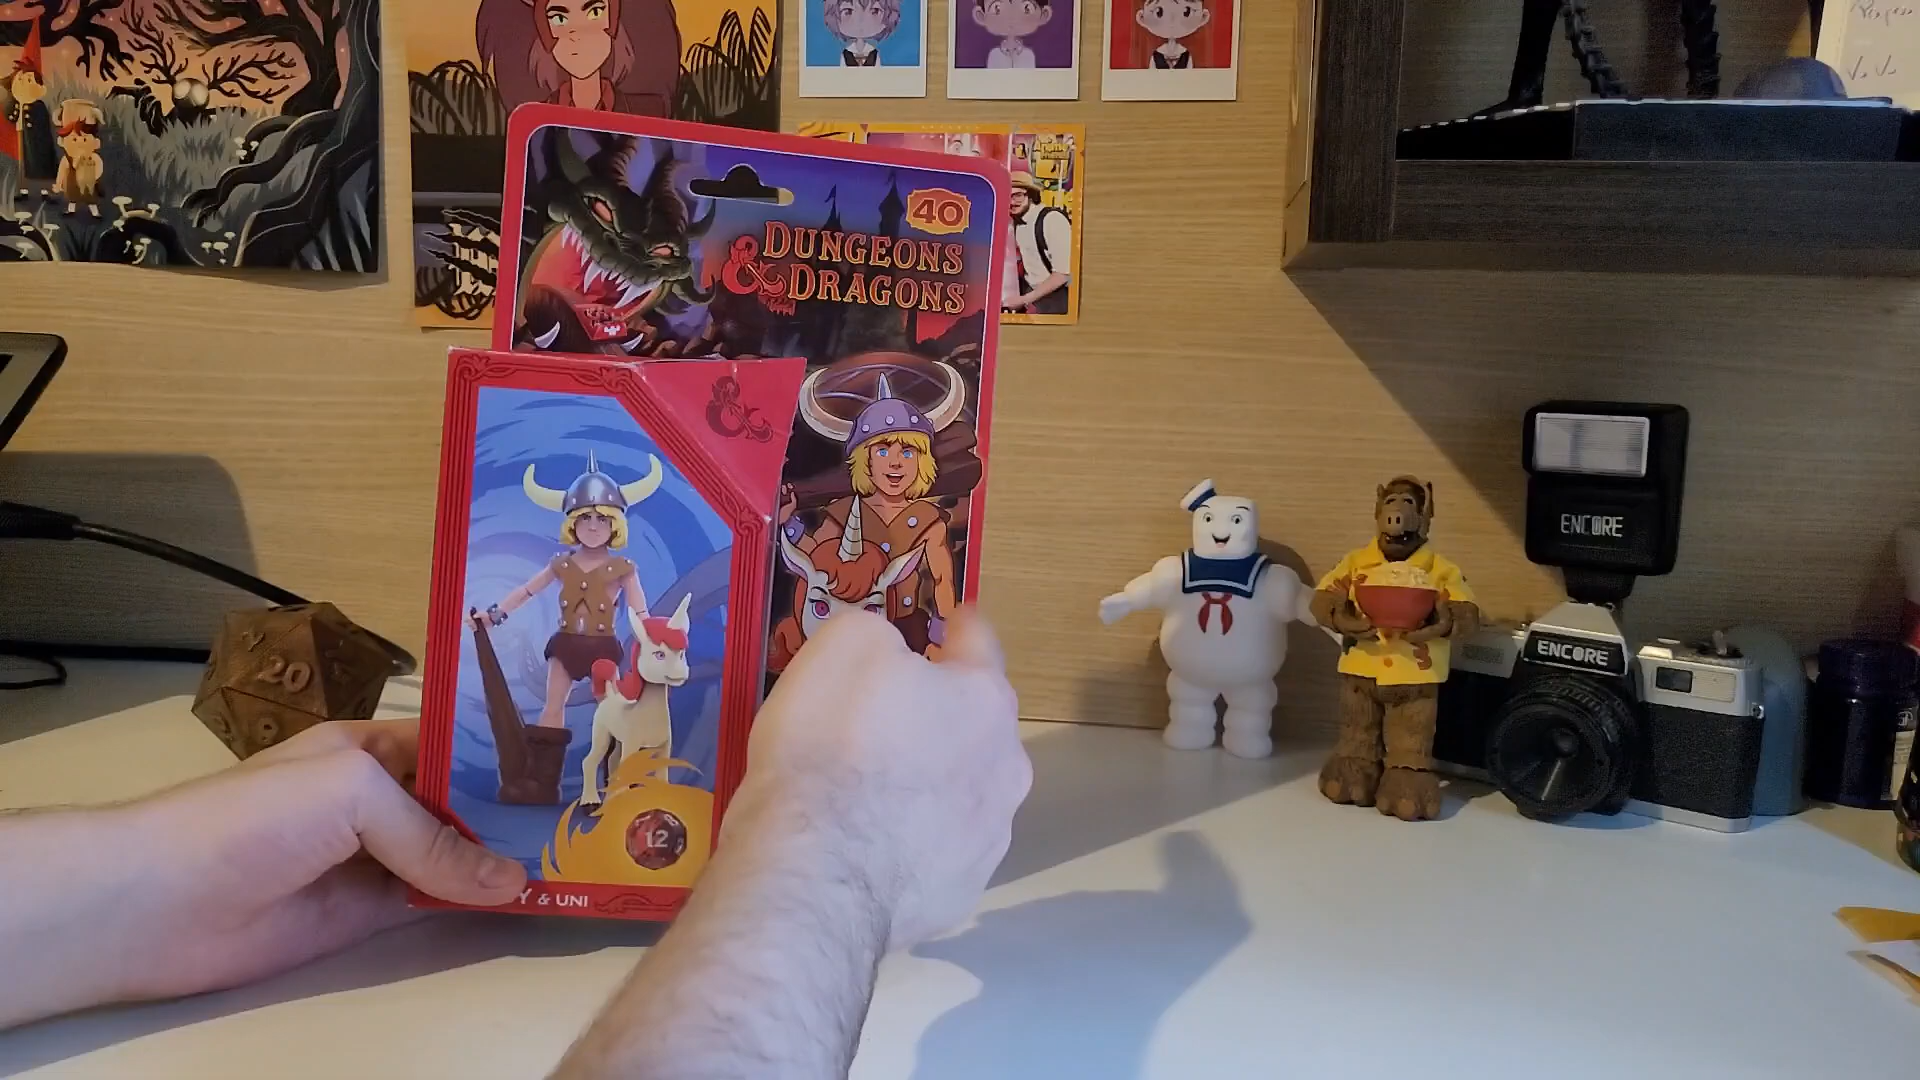 40
DUNGEONS
& DRAGONS
&
12
Y & UNI
20
ENCORE
ENCORE